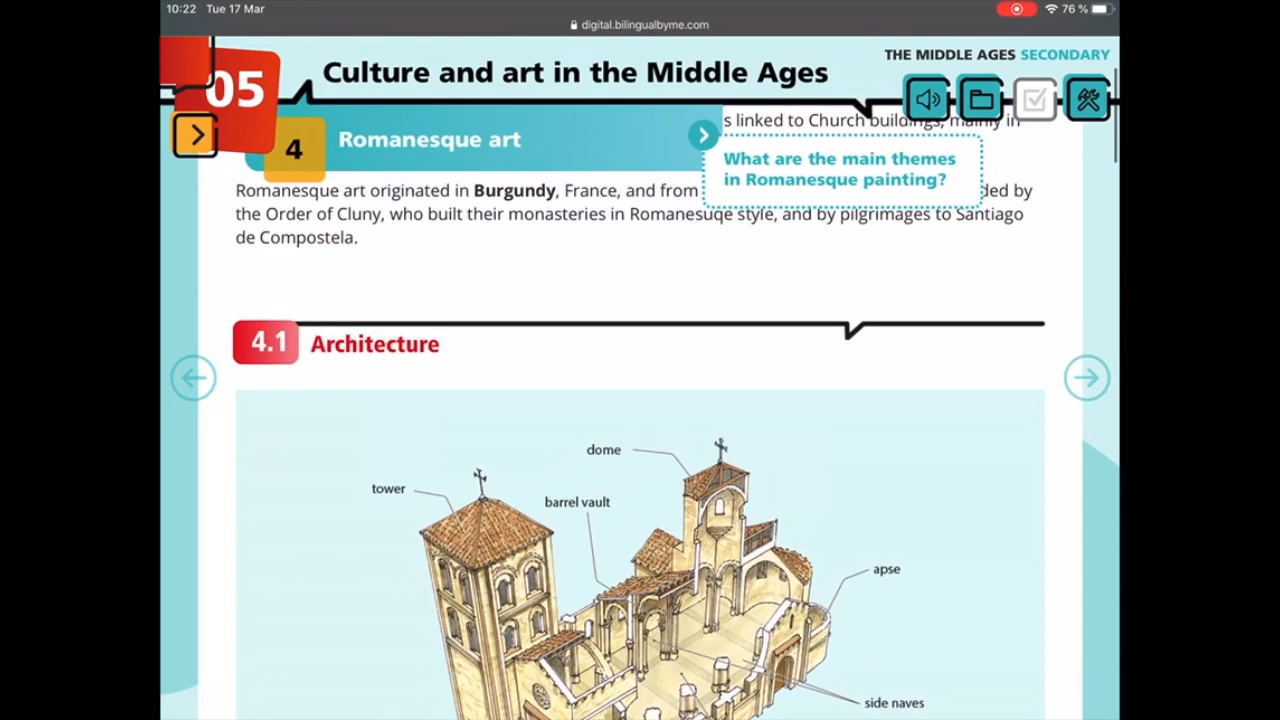 10:22 Tue 17 Mar
76 %
digital.bilingualbyme.com
THE MIDDLE AGES SECONDARY
05
Culture and art in the Middle Ages
s linked to Church buildings, mainly in
4
Romanesque art
What are the main themes
in Romanesque painting?
Romanesque art originated in Burgundy, France, and from
ded by
the Order of Cluny, who built their monasteries in Romanesuqe style, and by pilgrimages to Santiago
de Compostela.
4.1
Architecture
dome
tower
barrel vault
apse
side naves